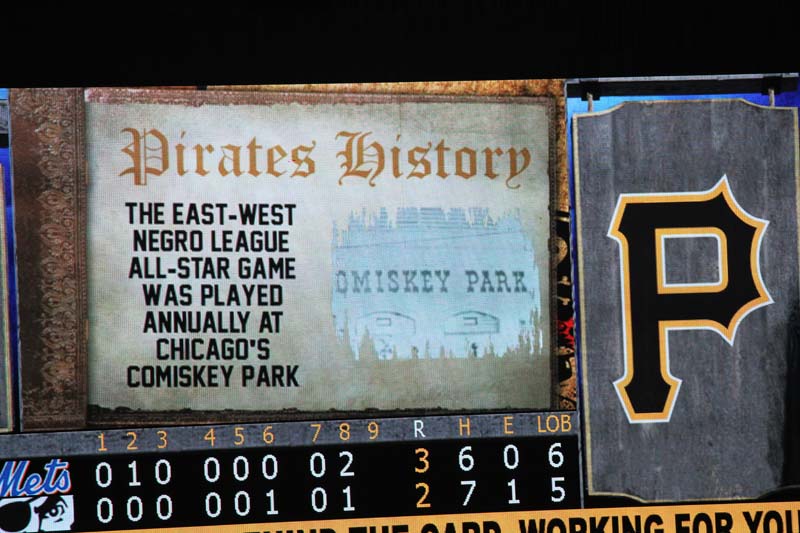 Pirates History
THE EAST-WEST
NEGRO LEAGUE
ALL-STAR GAME
WAS PLAYED
ANNUALLY AT
CHICAGO'S
COMISKEY PARK
OMISKEY PARK
P
1 2 3 4 5 6 7 8 9 R H E LOB
Mets 0 1 0 0 0 0 0 2 3 6 0 6
0 0 0 0 0 1 0 1 2 7 1 5
THE CARD. WORKING FOR YOU